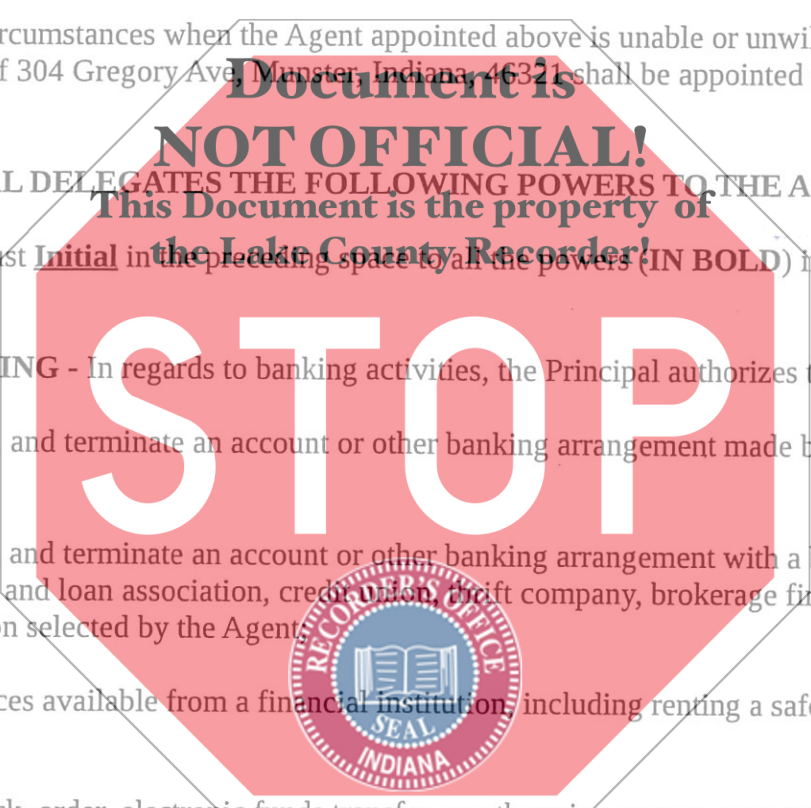 rcumstances when the Agent appointed above is unable or unwil
f 304 Gregory Ave, Munster, Indiana, 46321 shall be appointed
Document is
NOT OFFICIAL!
L DELEGATES THE FOLLOWING POWERS TO THE A
This Document is the property of
the Lake County Recorder!
st Initial in the preceding space to all the powers (IN BOLD) i
STOP
ING - In regards to banking activities, the Principal authorizes t
and terminate an account or other banking arrangement made b
and terminate an account or other banking arrangement with a
and loan association, credit union, thrift company, brokerage fi
n selected by the Agent;
RECORDER'S OFFICE
SEAL
INDIANA
ces available from a financial institution, including renting a saf